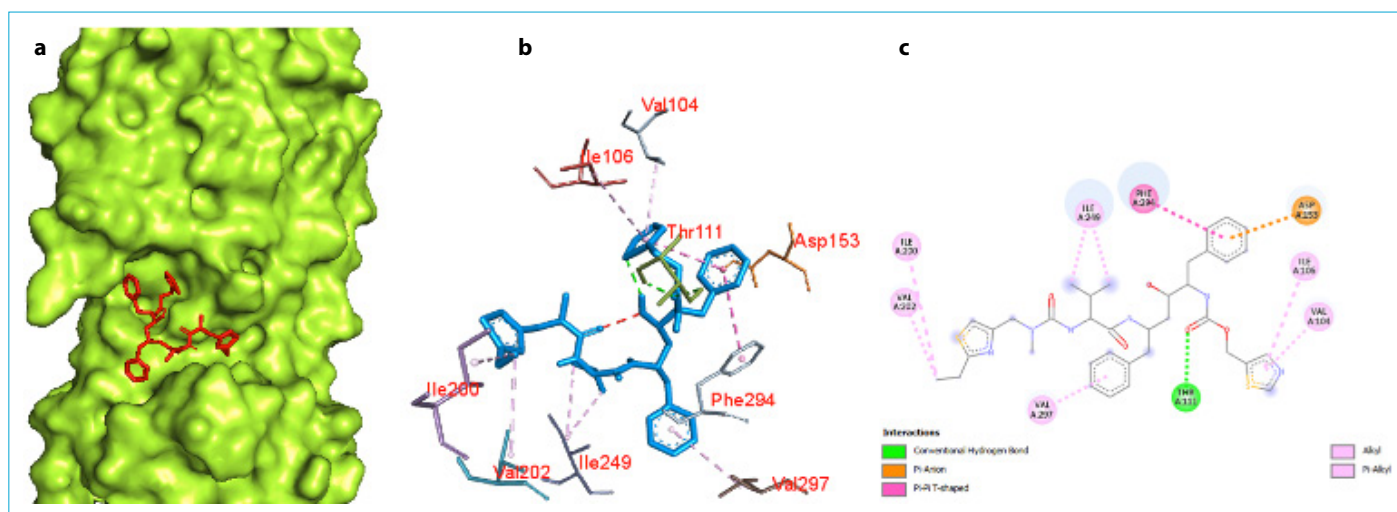 a
b
c
Val104
Ile106
Thr111
Asp153
Ile200
Phe294
Val202
Ile249
Val297
PHE
A:294
ASP
A:153
ILE
A:249
ILE
A:200
ILE
A:106
VAL
A:202
VAL
A:104
VAL
A:297
THR
A:111
Interactions
Conventional Hydrogen Bond
Pi-Anion
Pi-Pi T-shaped
Alkyl
Pi-Alkyl